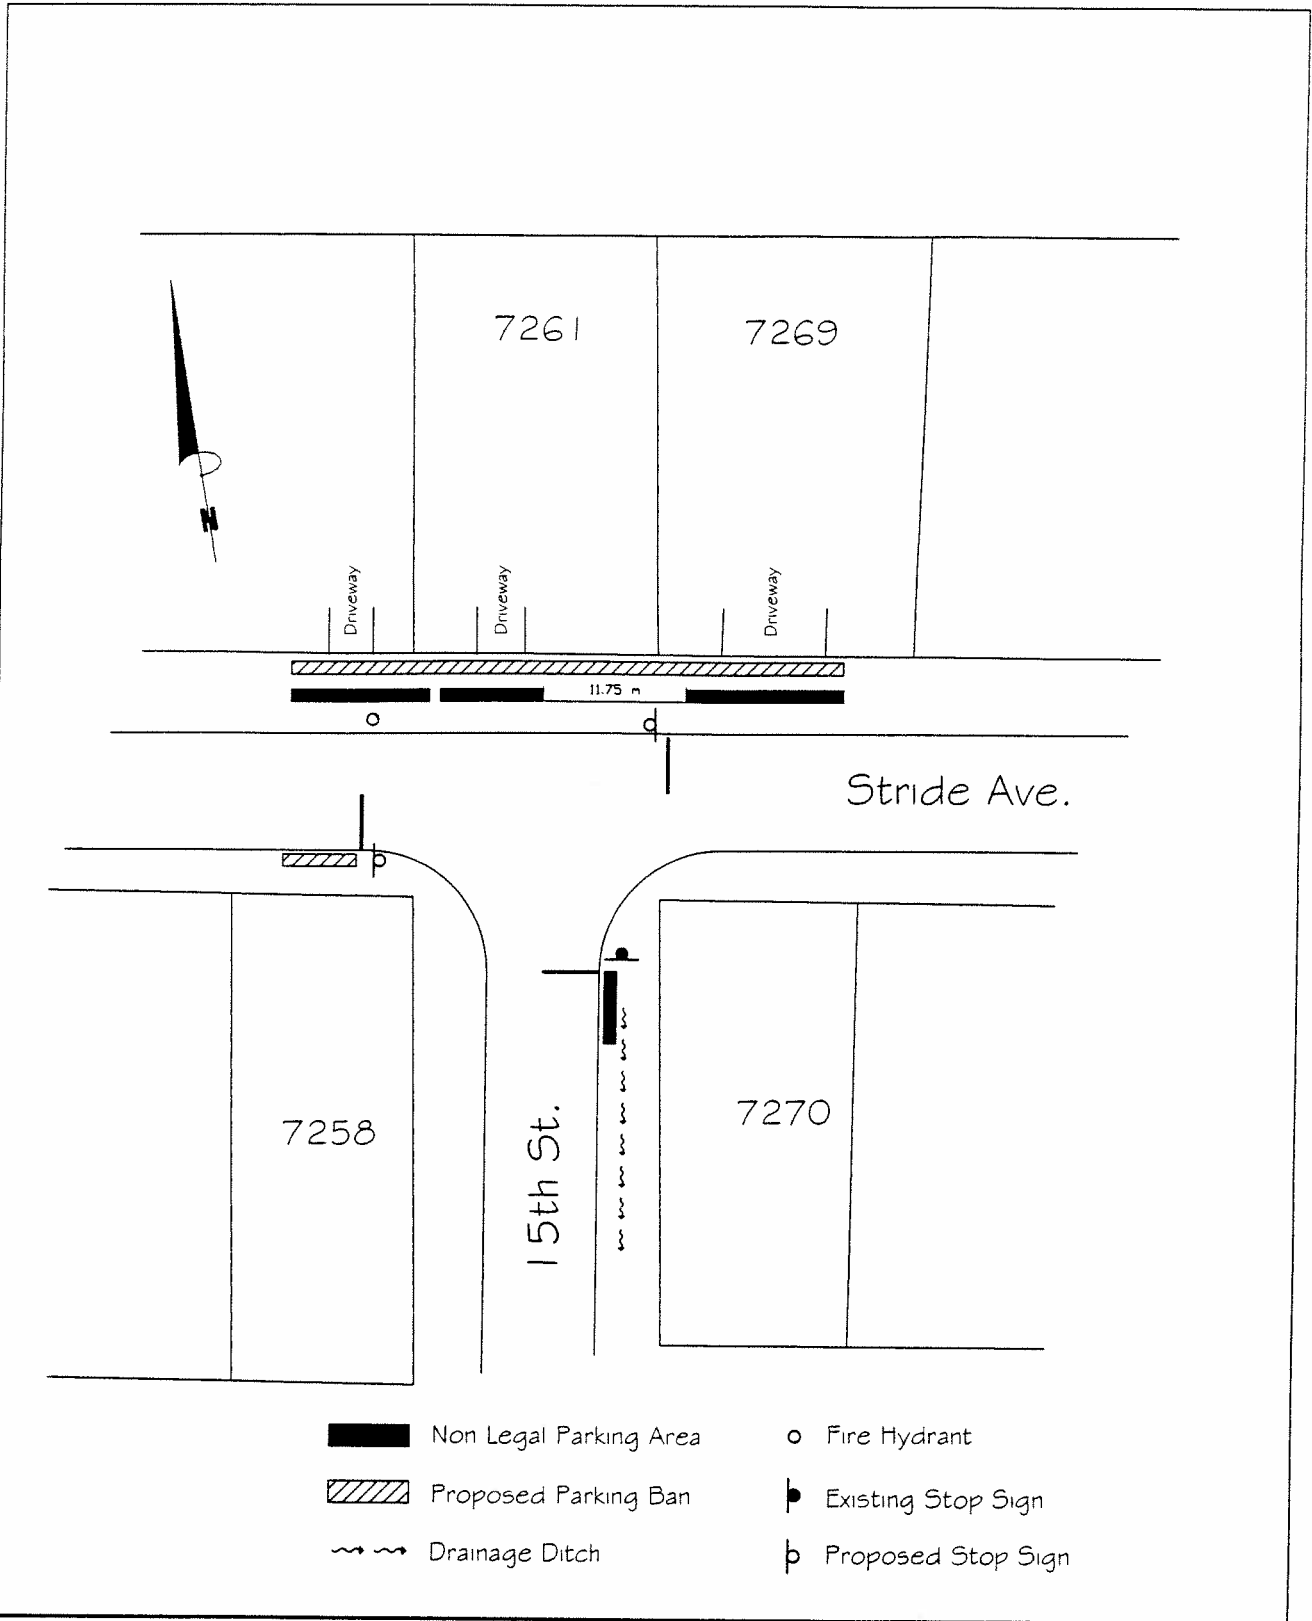 7261
7269
N
Driveway
Driveway
Driveway
11.75 m
Stride Ave.
7258
15th St.
7270
Non Legal Parking Area
Fire Hydrant
Proposed Parking Ban
Existing Stop Sign
Drainage Ditch
Proposed Stop Sign